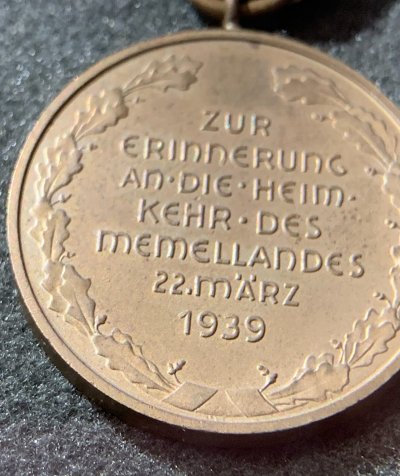 ZUR
ERINNERUNG
AN·DIE·HEIM·
KEHR·DES
MEMELLANDES
22.MÄRZ
1939